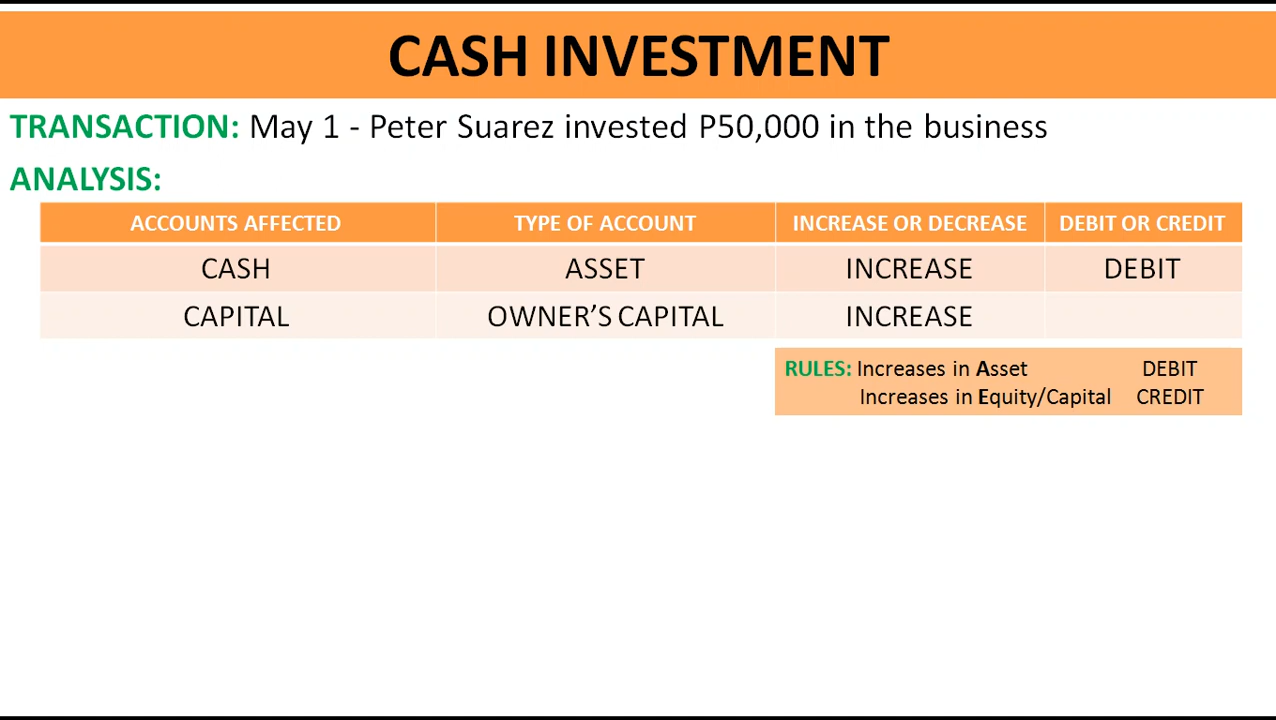 CASH INVESTMENT
TRANSACTION: May 1 - Peter Suarez invested P50,000 in the business
ANALYSIS:
ACCOUNTS AFFECTED TYPE OF ACCOUNT INCREASE OR DECREASE DEBIT OR CREDIT
CASH ASSET INCREASE DEBIT
CAPITAL OWNER’S CAPITAL INCREASE
RULES: Increases in Asset DEBIT
Increases in Equity/Capital CREDIT